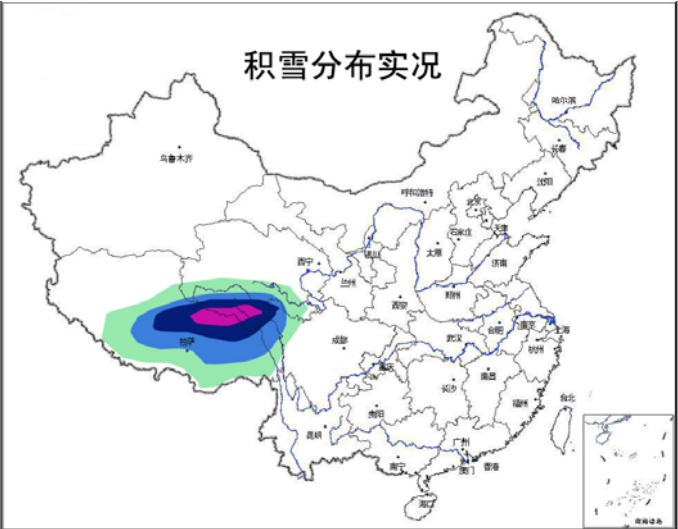 积雪分布实况
哈尔滨
长春
乌鲁木齐
沈阳
呼和浩特
北京
天津
石家庄
银川
太原
西宁
济南
兰州
郑州
西安
拉萨
成都
武汉
合肥
南京
上海
杭州
重庆
南昌
长沙
福州
台北
贵阳
昆明
广州
南宁
澳门
香港
海口
南海诸岛